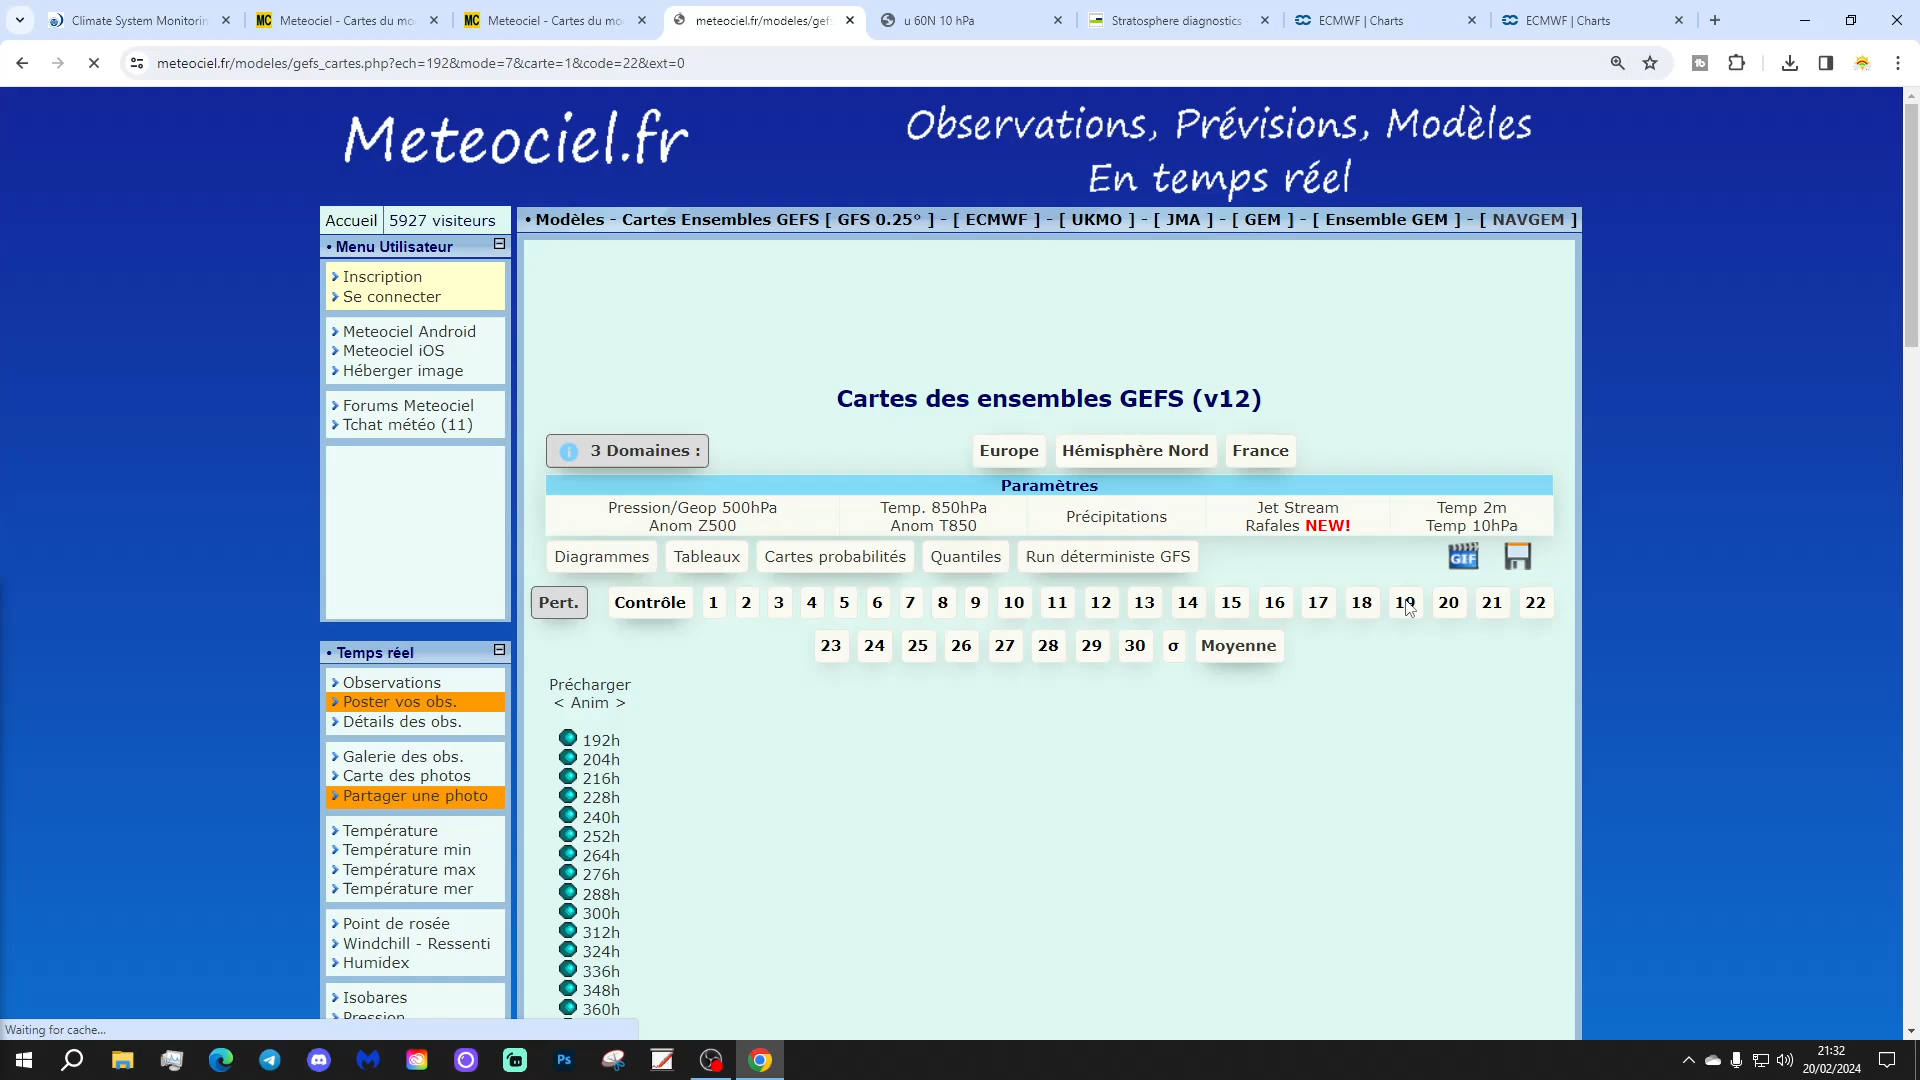 Climate System Monitorin
Meteociel - Cartes du mo
Meteociel - Cartes du mo
meteociel.fr/modeles/gef
u 60N 10 hPa
Stratosphere diagnostics
ECMWF | Charts
ECMWF | Charts
meteociel.fr/modeles/gefs_cartes.php?ech=192&mode=7&carte=1&code=22&ext=0
Meteociel.fr
Observations, Prévisions, Modèles
En temps réel
Accueil
5927 visiteurs
• Menu Utilisateur
Inscription
Se connecter
Meteociel Android
Meteociel iOS
Héberger image
Forums Meteociel
Tchat météo (11)
• Temps réel
Observations
Poster vos obs.
Détails des obs.
Galerie des obs.
Carte des photos
Partager une photo
Température
Température min
Température max
Température mer
Point de rosée
Windchill - Ressenti
Humidex
Isobares
Pression
• Modèles - Cartes Ensembles GEFS [ GFS 0.25° ] - [ ECMWF ] - [ UKMO ] - [ JMA ] - [ GEM ] - [ Ensemble GEM ] - [ NAVGEM ]
Cartes des ensembles GEFS (v12)
3 Domaines :
Europe
Hémisphère Nord
France
Paramètres
Pression/Geop 500hPa
Anom Z500
Temp. 850hPa
Anom T850
Précipitations
Jet Stream
Rafales NEW!
Temp 2m
Temp 10hPa
Diagrammes
Tableaux
Cartes probabilités
Quantiles
Run déterministe GFS
GIF
Pert. Contrôle 1 2 3 4 5 6 7 8 9 10 11 12 13 14 15 16 17 18 19 20 21 22
23 24 25 26 27 28 29 30 σ Moyenne
Précharger
< Anim >
192h
204h
216h
228h
240h
252h
264h
276h
288h
300h
312h
324h
336h
348h
360h
Waiting for cache...
21:32
20/02/2024